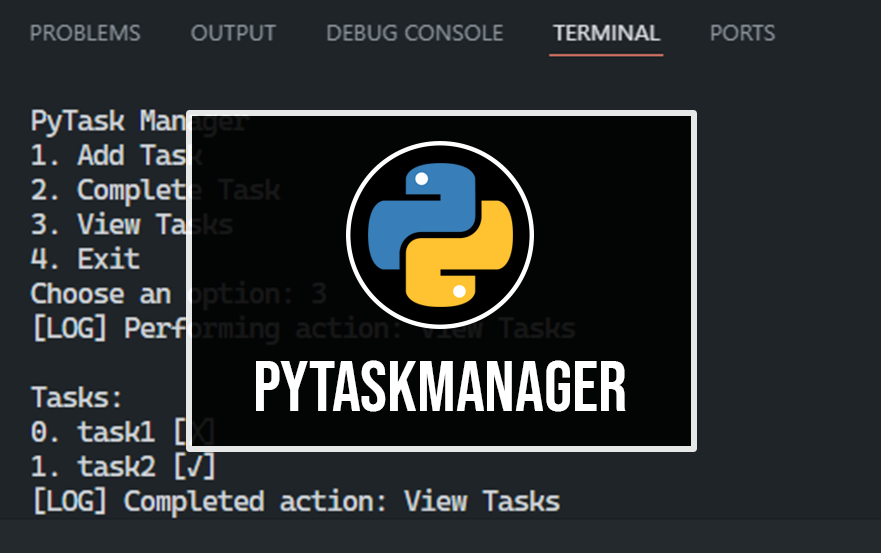 PROBLEMS OUTPUT DEBUG CONSOLE TERMINAL PORTS
PyTask Manager
1. Add Task
2. Complete Task
3. View Tasks
4. Exit
Choose an option: 3
[LOG] Performing action: View Tasks
PYTASKMANAGER
Tasks:
0. task1 [X]
1. task2 [√]
[LOG] Completed action: View Tasks